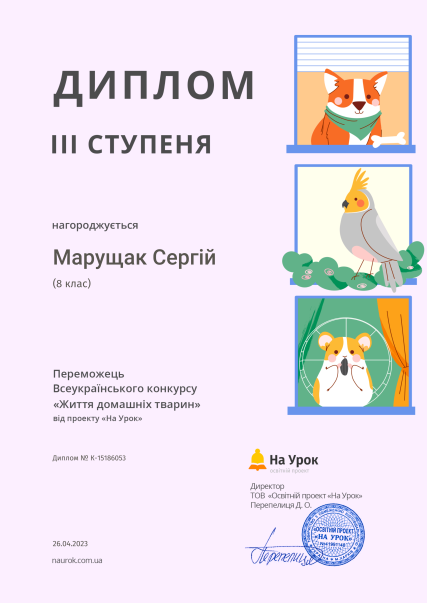 ДИПЛОМ
III СТУПЕНЯ
нагороджується
Марущак Сергій
(8 клас)
Переможець
Всеукраїнського конкурсу
«Життя домашніх тварин»
від проекту «На Урок»
Диплом № К-15186053
На Урок
освітній проект
Директор
ТОВ «Освітній проект «На Урок»
Перепелиця Д. О.
«ОСВІТНІЙ ПРОЕКТ
«НА УРОК»
26.04.2023
naurok.com.ua